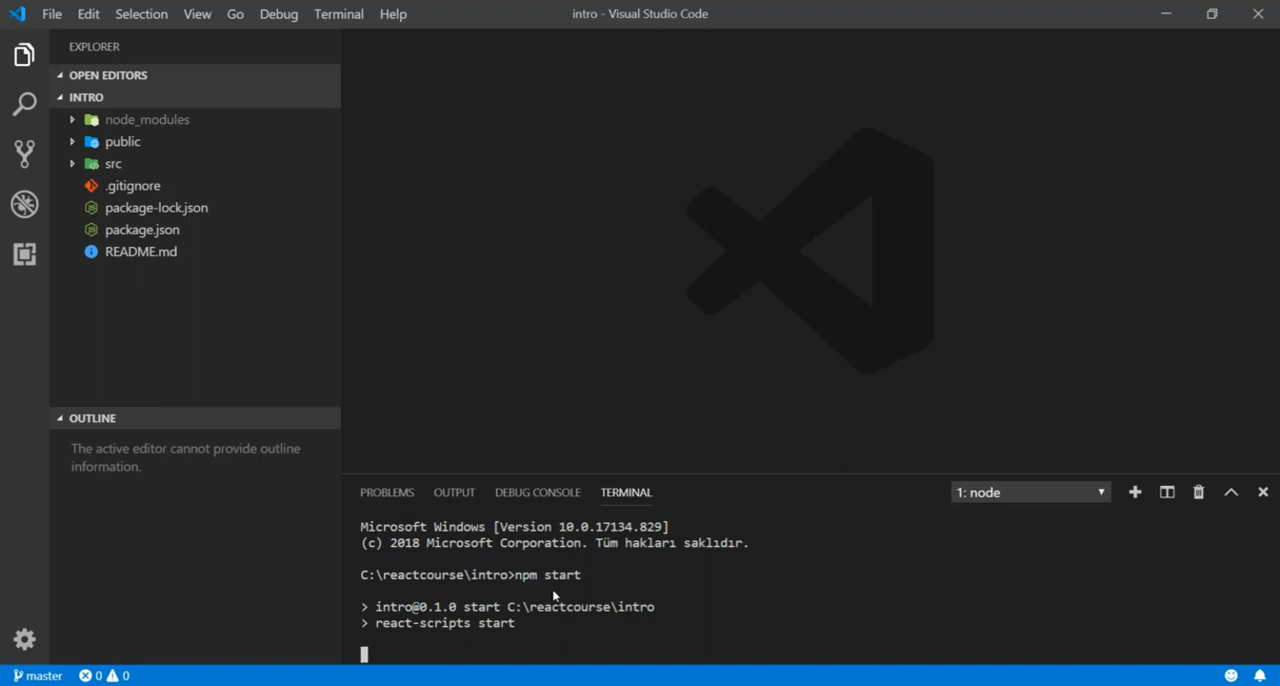 File Edit Selection View Go Debug Terminal Help
intro - Visual Studio Code
EXPLORER
OPEN EDITORS
INTRO
node_modules
public
src
.gitignore
package-lock.json
package.json
README.md
OUTLINE
The active editor cannot provide outline
information.
PROBLEMS OUTPUT DEBUG CONSOLE TERMINAL
1: node
Microsoft Windows [Version 10.0.17134.829]
(c) 2018 Microsoft Corporation. Tüm hakları saklıdır.
C:\reactcourse\intro>npm start
> intro@0.1.0 start C:\reactcourse\intro
> react-scripts start
master 0 0